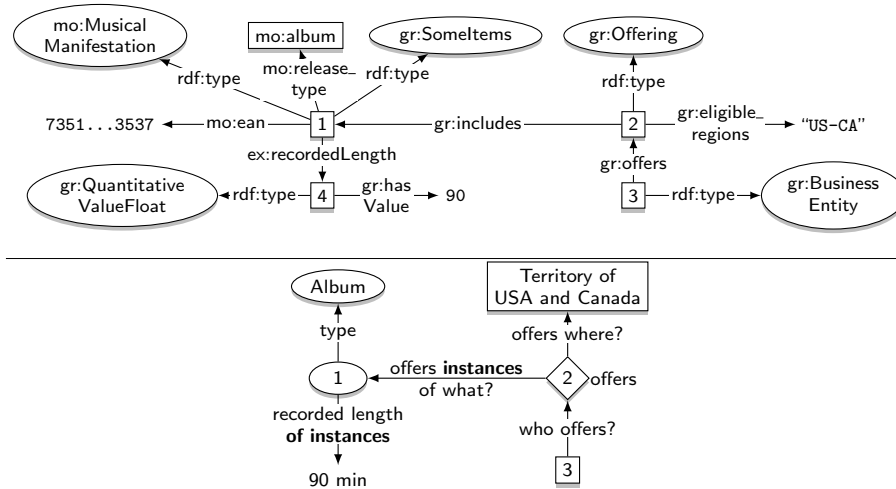 mo:Musical
Manifestation
mo:album
gr:SomeItems
gr:Offering
rdf:type
mo:release_
type
rdf:type
rdf:type
7351...3537
mo:ean
1
gr:includes
2
gr:eligible_
regions
“US-CA”
ex:recordedLength
gr:offers
gr:Quantitative
ValueFloat
rdf:type
4
gr:has
Value
90
3
rdf:type
gr:Business
Entity
Album
Territory of
USA and Canada
type
offers where?
1
offers instances
of what?
2
offers
recorded length
of instances
who offers?
90 min
3